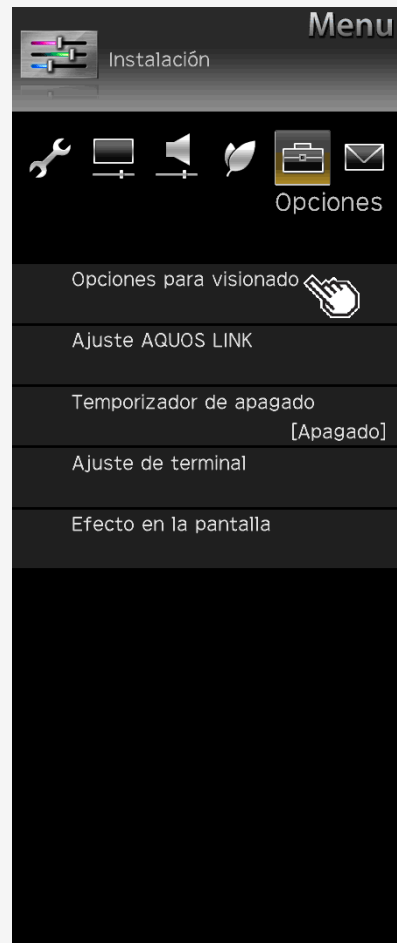 Menu
Instalación
Opciones
Opciones para visionado
Ajuste AQUOS LINK
Temporizador de apagado
[Apagado]
Ajuste de terminal
Efecto en la pantalla